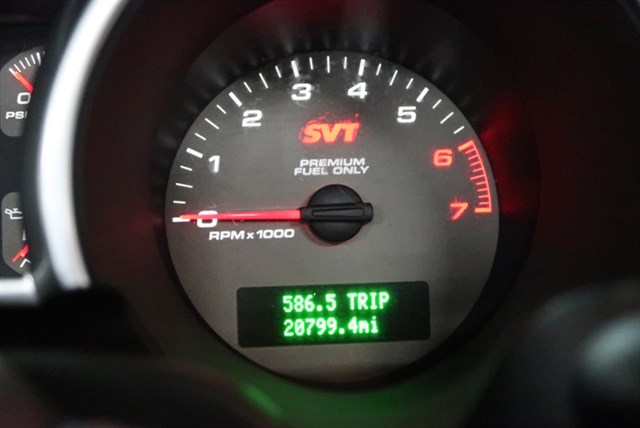 0
PSI
0
1
2
3
4
5
6
7
SVT
PREMIUM
FUEL ONLY
RPM x 1000
586.5 TRIP
20799.4mi